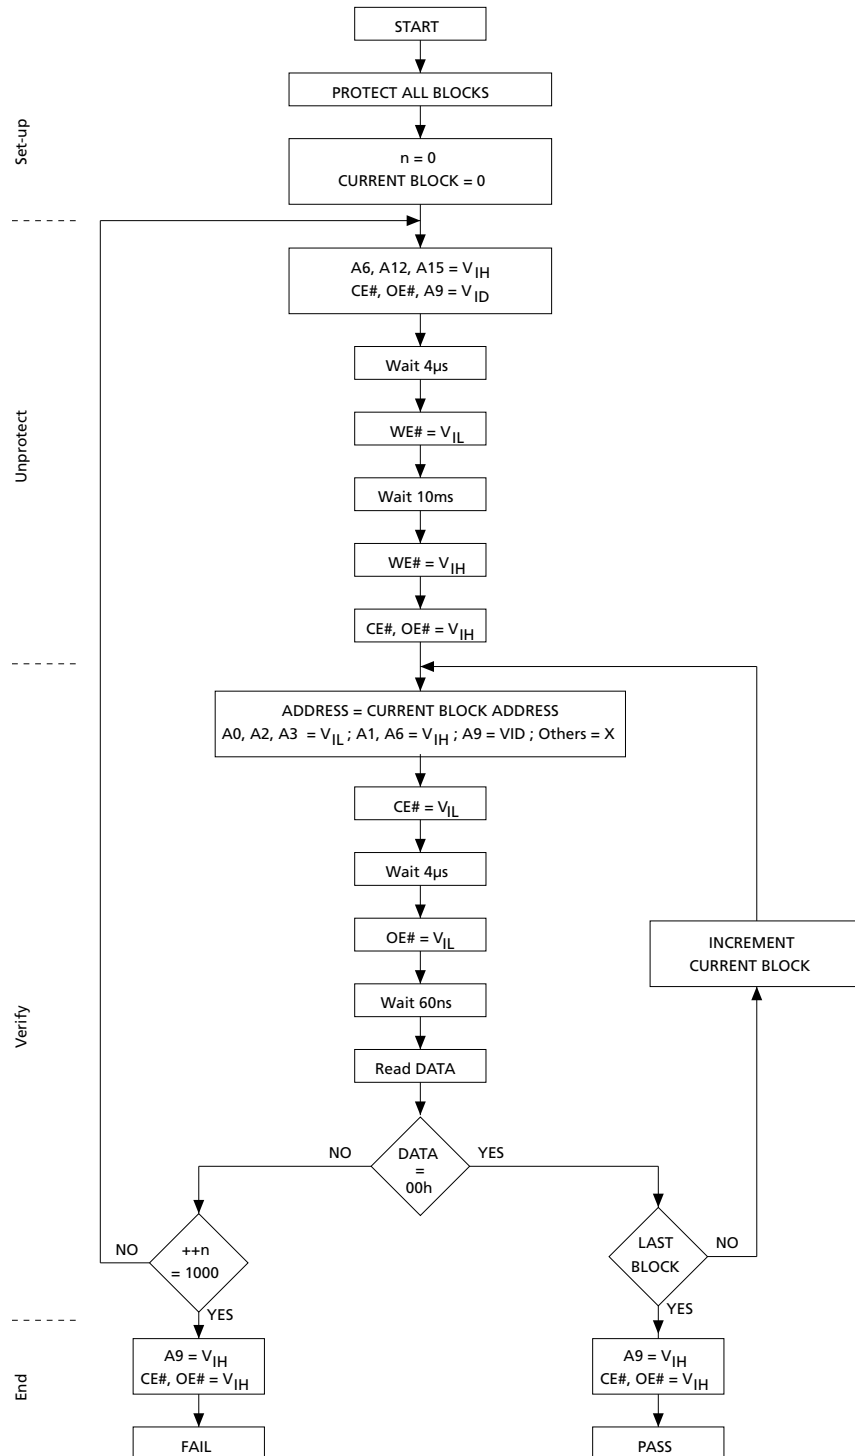 START
PROTECT ALL BLOCKS
Set-up
n = 0
CURRENT BLOCK = 0
A6, A12, A15 = VIH
CE#, OE#, A9 = VID
Wait 4µs
Unprotect
WE# = VIL
Wait 10ms
WE# = VIH
CE#, OE# = VIH
ADDRESS = CURRENT BLOCK ADDRESS
A0, A2, A3 = VIL ; A1, A6 = VIH ; A9 = VID ; Others = X
CE# = VIL
Wait 4µs
OE# = VIL
INCREMENT
CURRENT BLOCK
Wait 60ns
Verify
Read DATA
NO
DATA
=
00h
YES
NO
++n
= 1000
YES
LAST
BLOCK
NO
YES
End
A9 = VIH
CE#, OE# = VIH
A9 = VIH
CE#, OE# = VIH
FAIL
PASS